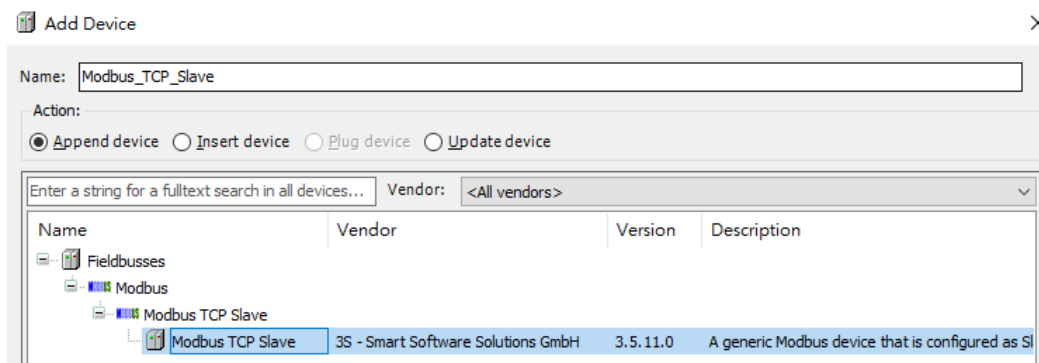 Add Device
Name: Modbus_TCP_Slave
Action:
Append device Insert device Plug device Update device
Enter a string for a fulltext search in all devices... Vendor: <All vendors>
Name Vendor Version Description
Fieldbusses
MODBUS Modbus
MODBUS Modbus TCP Slave
Modbus TCP Slave 3S - Smart Software Solutions GmbH 3.5.11.0 A generic Modbus device that is configured as Sl